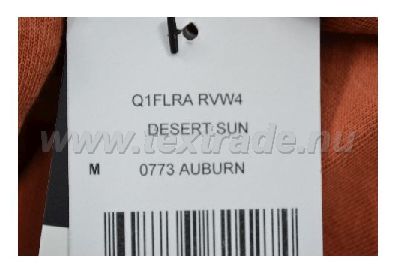 Q1FLRA RVW4
DESERT SUN
www.textrade.nu
M 0773 AUBURN